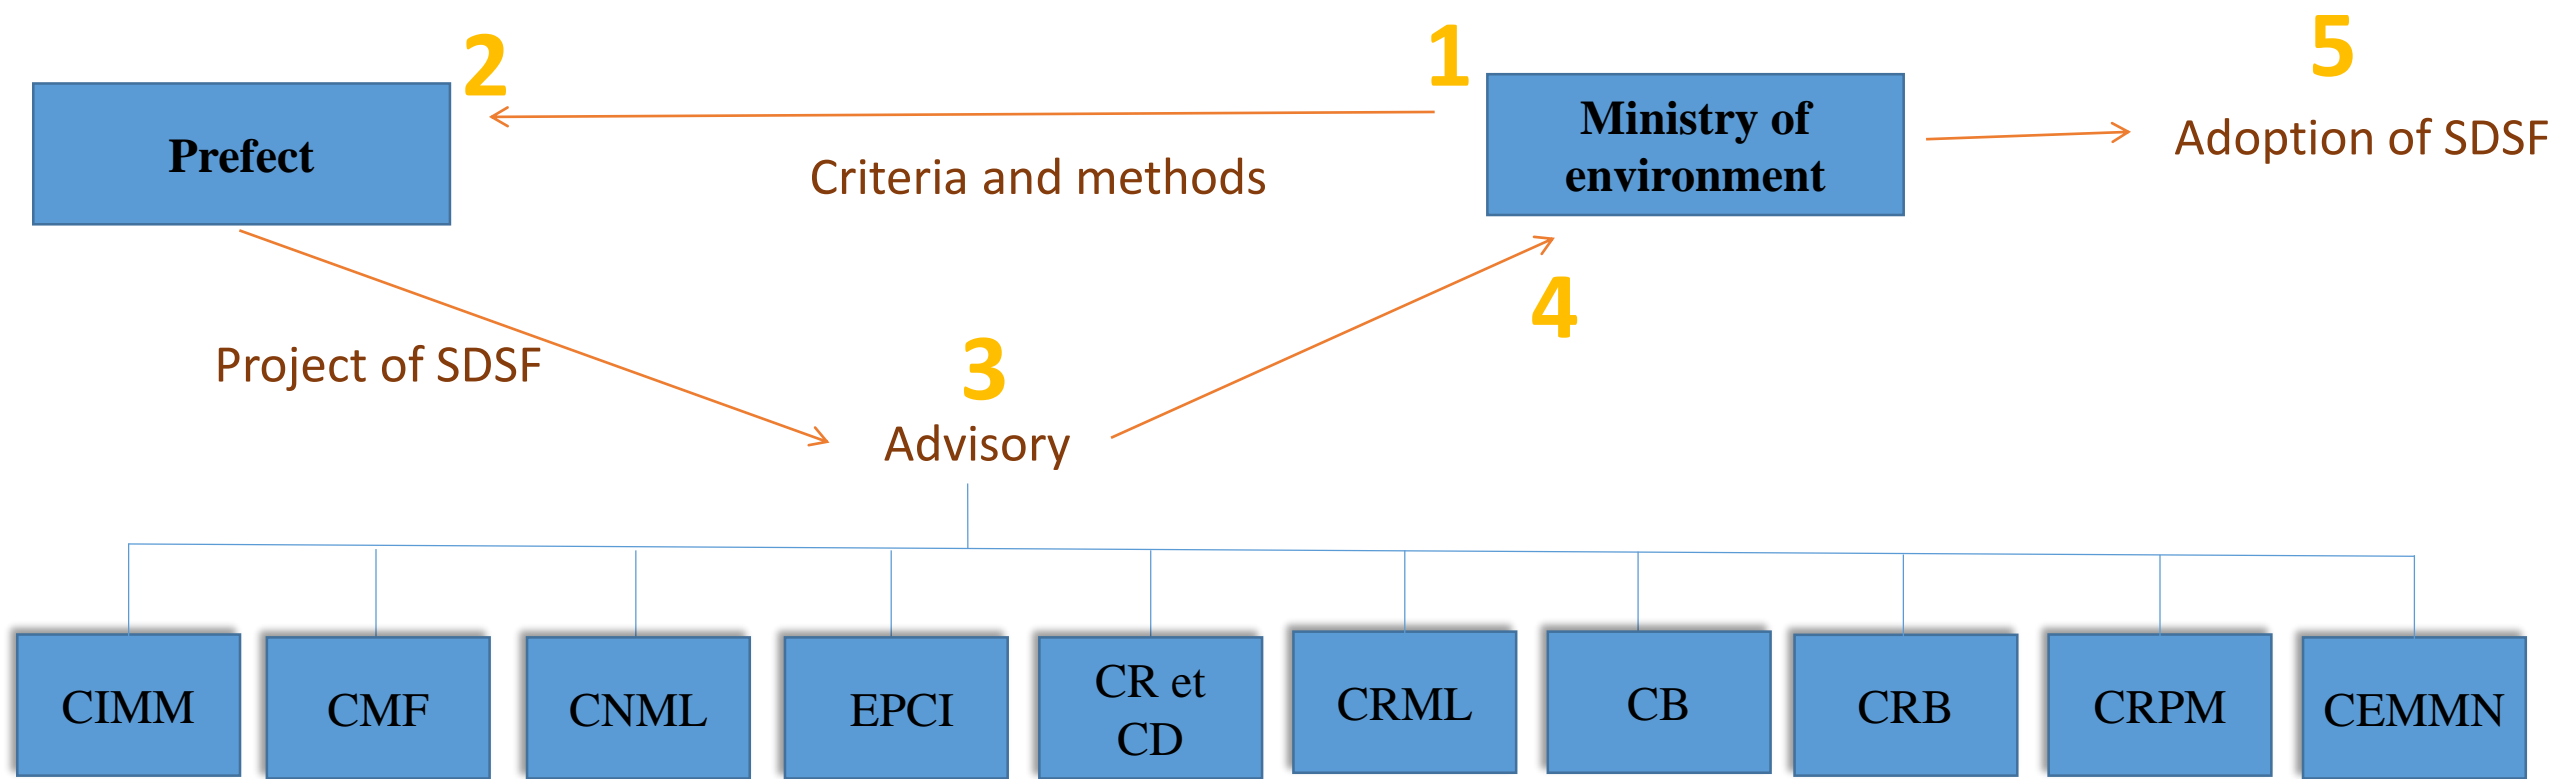 2
1
5
Prefect
Ministry of
environment
Adoption of SDSF
Criteria and methods
4
Project of SDSF
3
Advisory
CIMM
CMF
CNML
EPCI
CR et
CD
CRML
CB
CRB
CRPM
CEMMN